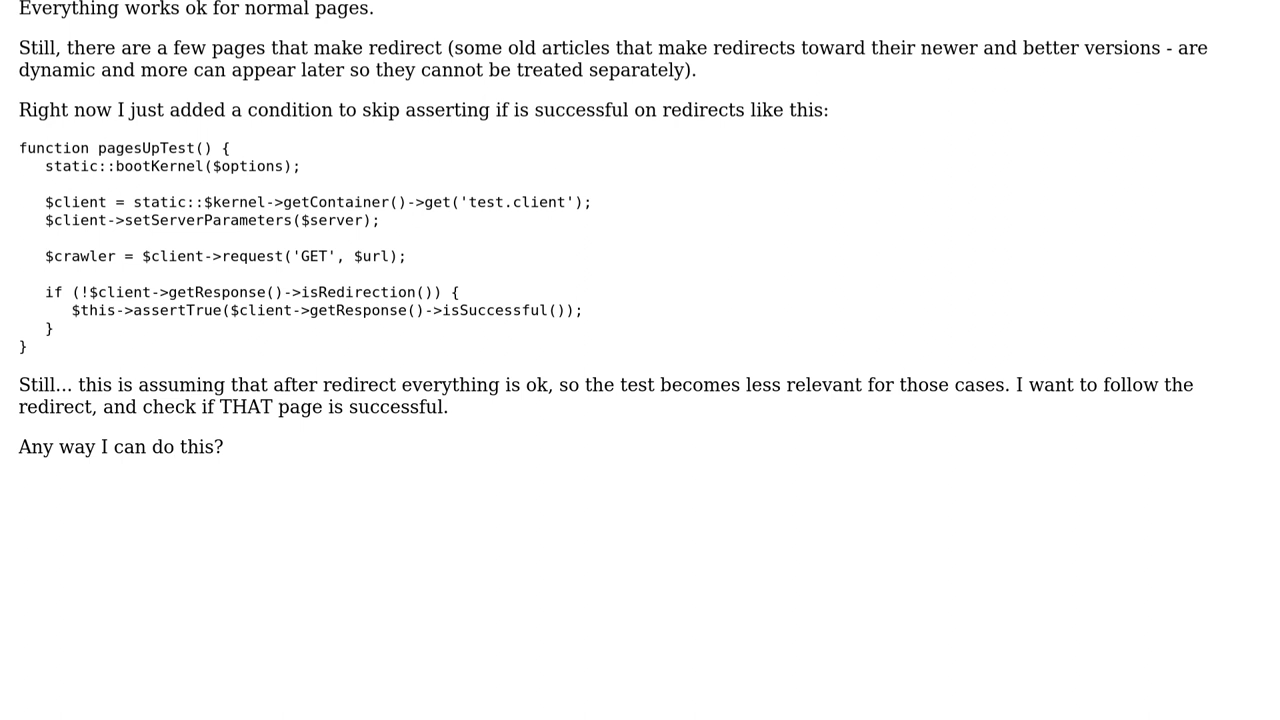 Everything works ok for normal pages.
Still, there are a few pages that make redirect (some old articles that make redirects toward their newer and better versions - are
dynamic and more can appear later so they cannot be treated separately).
Right now I just added a condition to skip asserting if is successful on redirects like this:
function pagesUpTest() {
   static::bootKernel($options);
   $client = static::$kernel->getContainer()->get('test.client');
   $client->setServerParameters($server);
   $crawler = $client->request('GET', $url);
   if (!$client->getResponse()->isRedirection()) {
      $this->assertTrue($client->getResponse()->isSuccessful());
   }
}
Still... this is assuming that after redirect everything is ok, so the test becomes less relevant for those cases. I want to follow the
redirect, and check if THAT page is successful.
Any way I can do this?